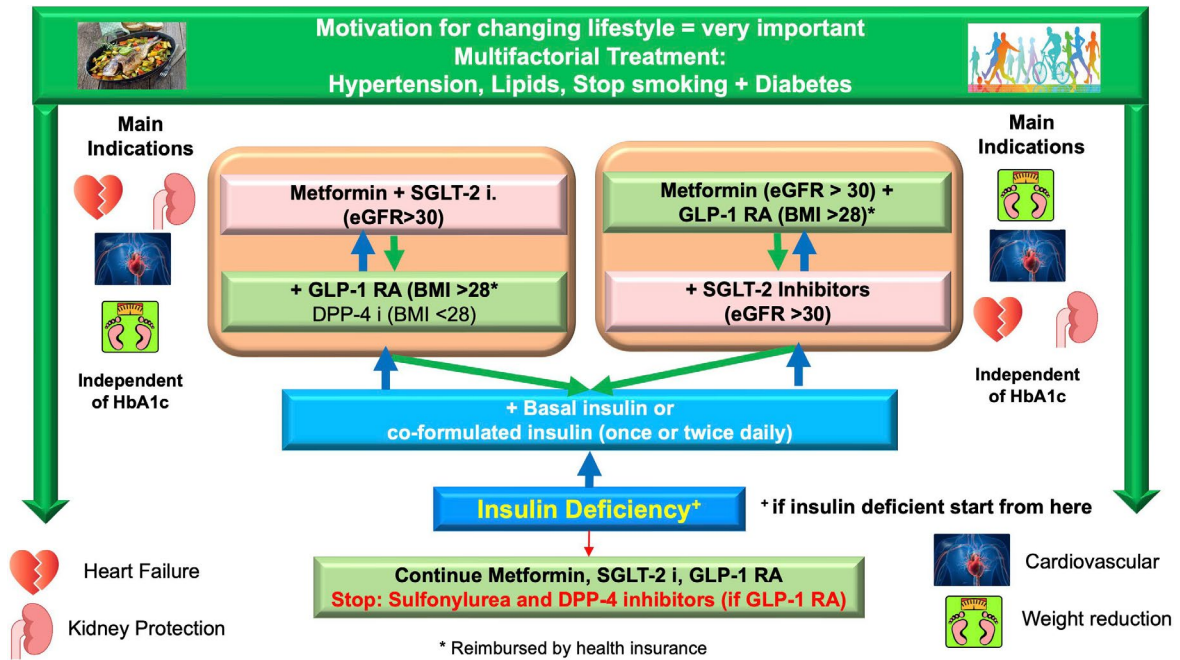 Motivation for changing lifestyle = very important
Multifactorial Treatment:
Hypertension, Lipids, Stop smoking + Diabetes
Main
Indications
Main
Indications
Metformin + SGLT-2 i.
(eGFR>30)
Metformin (eGFR > 30) +
GLP-1 RA (BMI >28)*
+ GLP-1 RA (BMI >28*
DPP-4 i (BMI <28)
+ SGLT-2 Inhibitors
(eGFR >30)
Independent
of HbA1c
Independent
of HbA1c
+ Basal insulin or
co-formulated insulin (once or twice daily)
Insulin Deficiency+
+ if insulin deficient start from here
Heart Failure
Kidney Protection
Continue Metformin, SGLT-2 i, GLP-1 RA
Stop: Sulfonylurea and DPP-4 inhibitors (if GLP-1 RA)
Cardiovascular
Weight reduction
* Reimbursed by health insurance